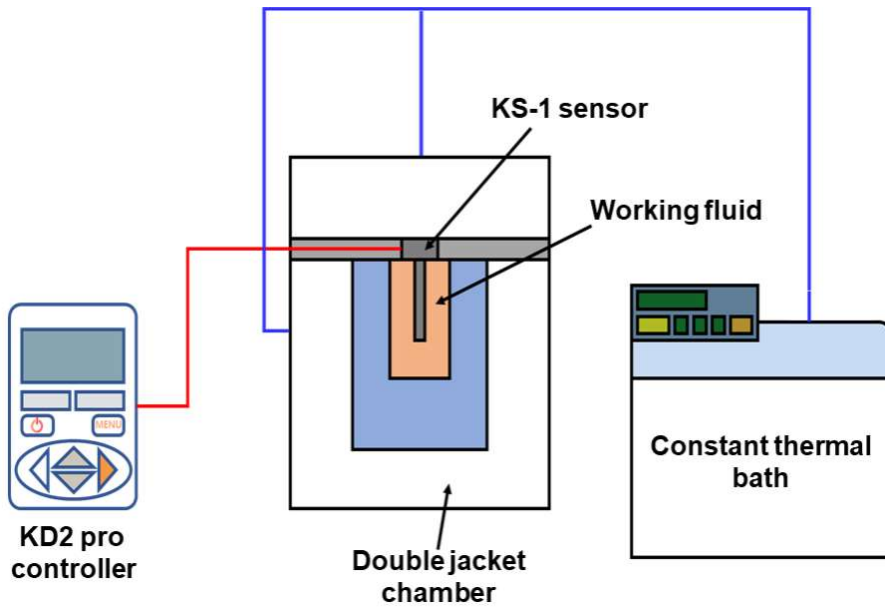 KS-1 sensor
Working fluid
MENU
Constant thermal
bath
KD2 pro
controller
Double jacket
chamber